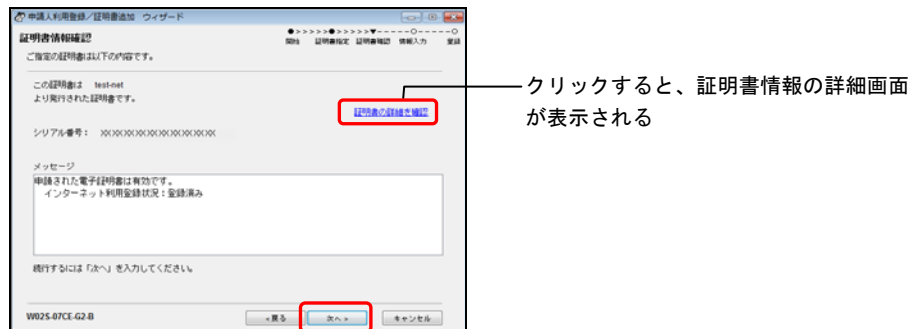 申請人利用登録/証明書追加 ウィザード
証明書情報確認
●>>>>>●>>>>>▼-----○-----○
開始 証明書指定 証明書確認 情報入力 登録
ご指定の証明書は以下の内容です。
この証明書は test-net
より発行された証明書です。
証明書の詳細を確認
クリックすると、証明書情報の詳細画面
が表示される
シリアル番号: XXXXXXXXXXXXXXXXXXXX
メッセージ
申請された電子証明書は有効です。
インターネット利用登録状況:登録済み
続行するには「次へ」を入力してください。
W02S-07CE-G2-B
<戻る
次へ>
キャンセル